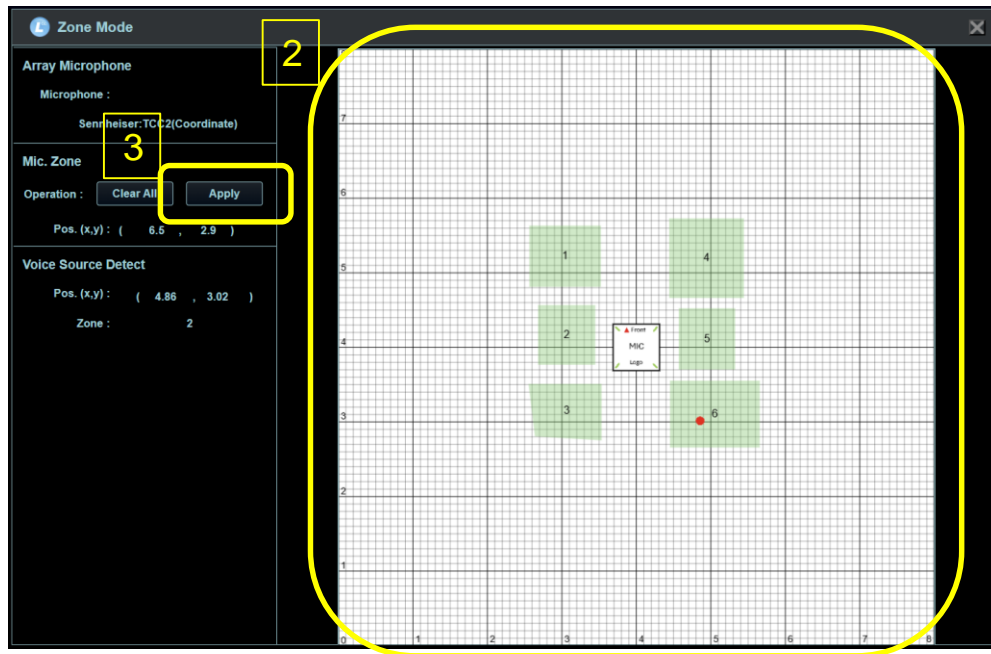 Zone Mode
2
Array Microphone
Microphone :
Sennheiser:TCC2(Coordinate)
3
Mic. Zone
Operation : Clear All Apply
Pos. (x,y) : ( 6.5 , 2.9 )
Voice Source Detect
Pos. (x,y) : ( 4.86 , 3.02 )
Zone : 2
7
6
5
4
3
2
1
0 1 2 3 4 5 6 7 8
1
4
2
Front
MIC
Logo
5
3
6